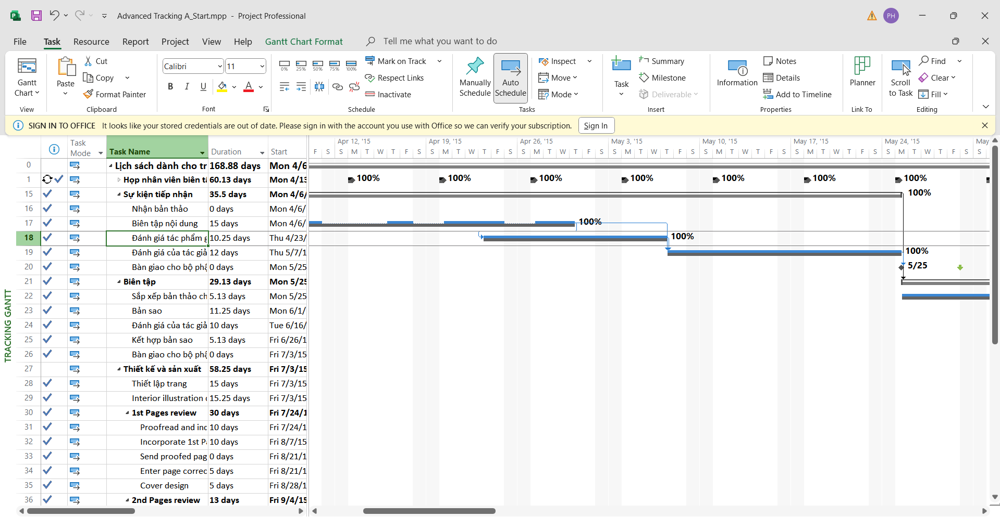 Advanced Tracking A_Start.mpp - Project Professional
PH
File Task Resource Report Project View Help Gantt Chart Format Tell me what you want to do
Gantt Chart
View
Paste
Cut
Copy
Format Painter
Clipboard
Calibri 11
B I U A
Font
0% 25% 50% 75% 100%
Mark on Track
Respect Links
Inactivate
Schedule
Manually Schedule
Auto Schedule
Inspect
Move
Mode
Tasks
Task
Summary
Milestone
Deliverable
Insert
Information
Notes
Details
Add to Timeline
Properties
Planner
Link To
Scroll to Task
Find
Clear
Fill
Editing
SIGN IN TO OFFICE It looks like your stored credentials are out of date. Please sign in with the account you use with Office so we can verify your subscription. Sign In
Task Mode Task Name Duration Start
Apr 12, '15 Apr 19, '15 Apr 26, '15 May 3, '15 May 10, '15 May 17, '15 May 24, '15 May
F S S M T W T F S S M T W T F S S M T W T F S S M T W T F S S M T W T F S S M T W T F S S M T W T F S S
0 Lịch sách dành cho tr 168.88 days Mon 4/6
1 Họp nhân viên biên t 60.13 days Mon 4/13 100% 100% 100% 100% 100% 100% 100%
15 Sự kiện tiếp nhận 35.5 days Mon 4/6/ 100%
16 Nhận bản thảo 0 days Mon 4/6/
17 Biên tập nội dung 15 days Mon 4/6/ 100%
18 Đánh giá tác phẩm g 10.25 days Thu 4/23/ 100%
19 Đánh giá của tác giả 12 days Thu 5/7/1 100%
20 Bàn giao cho bộ phậ 0 days Mon 5/25 5/25
21 Biên tập 29.13 days Mon 5/25
22 Sắp xếp bản thảo ch 5.13 days Mon 5/25
23 Bản sao 11.25 days Mon 6/1/
24 Đánh giá của tác giả 10 days Tue 6/16/
25 Kết hợp bản sao 5.13 days Fri 6/26/1
26 Bàn giao cho bộ phậ 0 days Fri 7/3/15
27 Thiết kế và sản xuất 58.25 days Fri 7/3/15
28 Thiết lập trang 15 days Fri 7/3/15
29 Interior illustration 15.25 days Fri 7/3/15
30 1st Pages review 30 days Fri 7/24/1
31 Proofread and inc 10 days Fri 7/24/1
32 Incorporate 1st P 10 days Fri 8/7/15
33 Send proofed pag 0 days Fri 8/21/1
34 Enter page correc 5 days Fri 8/21/1
35 Cover design 5 days Fri 8/28/1
36 2nd Pages review 13 days Fri 9/4/15
TRACKING GANTT